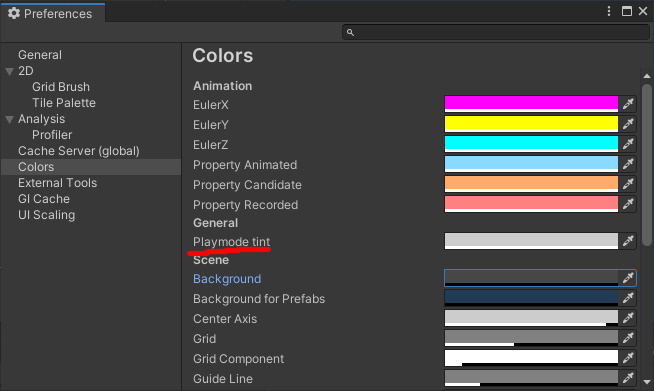 Preferences
General
2D
Grid Brush
Tile Palette
Analysis
Profiler
Cache Server (global)
Colors
External Tools
GI Cache
UI Scaling
Colors
Animation
EulerX
EulerY
EulerZ
Property Animated
Property Candidate
Property Recorded
General
Playmode tint
Scene
Background
Background for Prefabs
Center Axis
Grid
Grid Component
Guide Line